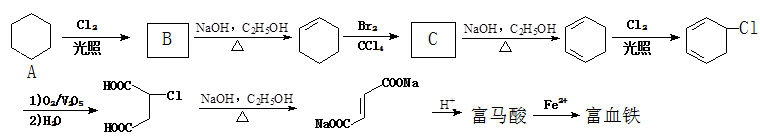 Cl₂ NaOH，C₂H₅OH Br₂ NaOH，C₂H₅OH Cl₂ Cl
光照 B △ CCl₄ C △ 光照
A
1)O₂/V₂O₅ HOOC Cl NaOH，C₂H₅OH COONa H⁺ 富马酸 Fe²⁺ 富血铁
2)H₂O HOOC △ NaOOC